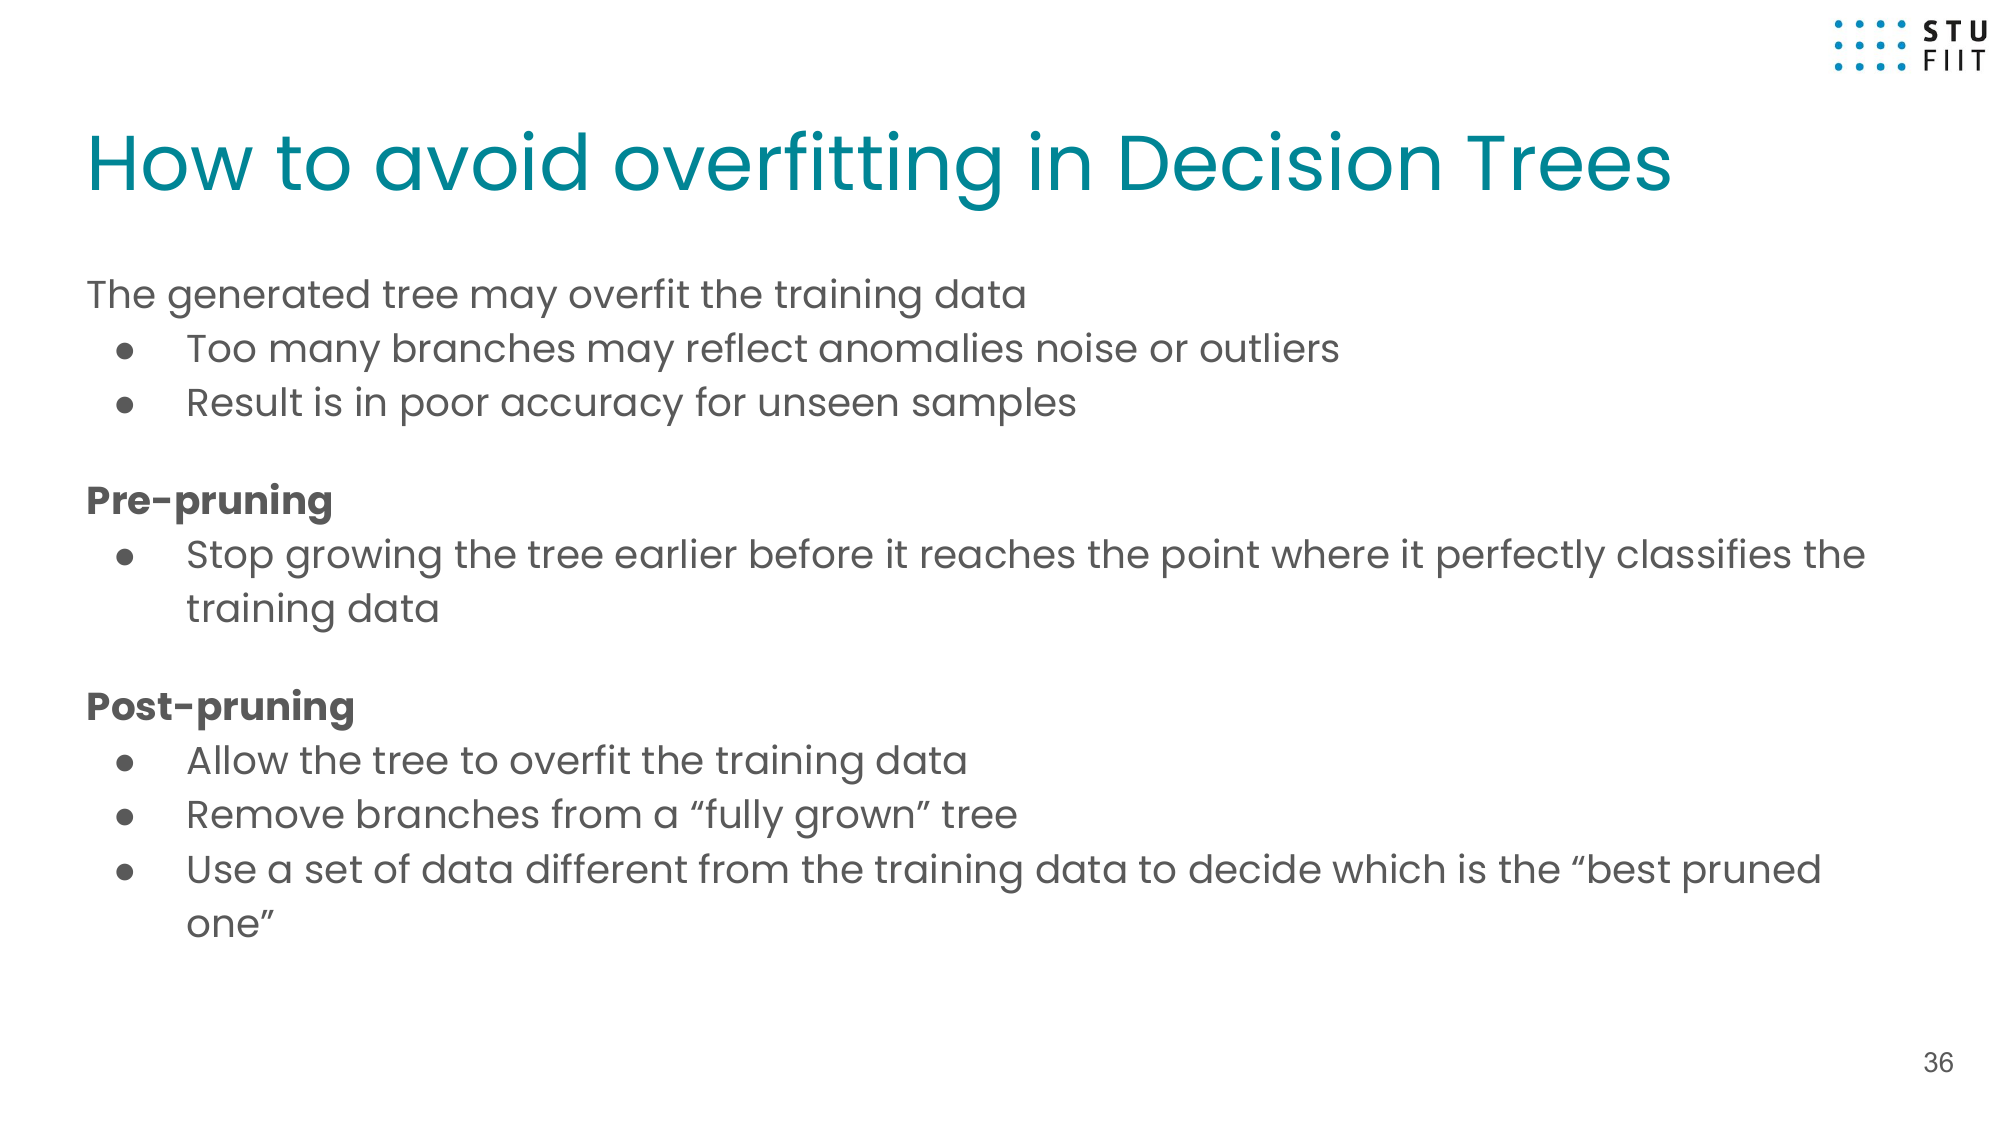 STU
FIIT
How to avoid overfitting in Decision Trees
The generated tree may overfit the training data
● Too many branches may reflect anomalies noise or outliers
● Result is in poor accuracy for unseen samples
Pre-pruning
● Stop growing the tree earlier before it reaches the point where it perfectly classifies the
training data
Post-pruning
● Allow the tree to overfit the training data
● Remove branches from a “fully grown” tree
● Use a set of data different from the training data to decide which is the “best pruned
one”
36